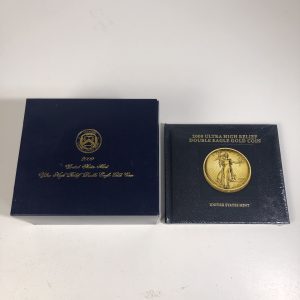 2009
United States Mint
Ultra High Relief Double Eagle Gold Coin
2009 ULTRA HIGH RELIEF
DOUBLE EAGLE GOLD COIN
UNITED STATES MINT